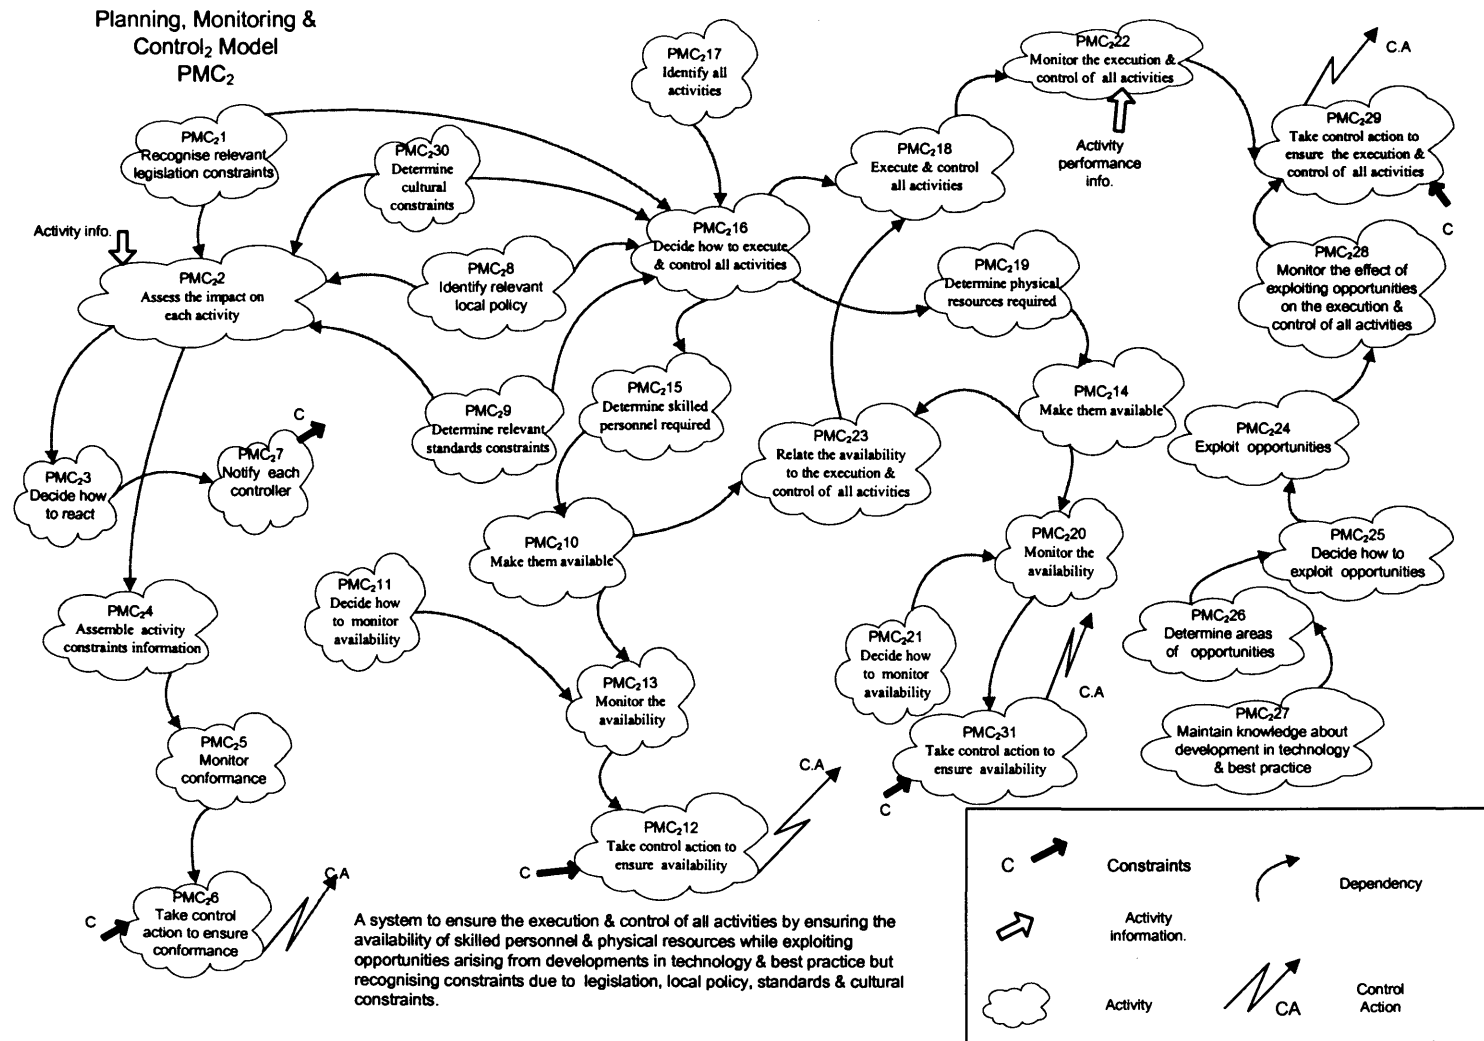 Planning, Monitoring &
Control₂ Model
PMC₂
PMC₂1
Recognise relevant
legislation constraints
PMC₂30
Determine
cultural
constraints
PMC₂17
Identify all
activities
PMC₂22
Monitor the execution &
control of all activities
C.A
PMC₂29
Take control action to
ensure the execution &
control of all activities
C
Activity
performance
info.
PMC₂18
Execute & control
all activities
Activity info.
PMC₂2
Assess the impact on
each activity
PMC₂8
Identify relevant
local policy
PMC₂16
Decide how to execute
& control all activities
PMC₂19
Determine physical
resources required
PMC₂28
Monitor the effect of
exploiting opportunities
on the execution &
control of all activities
PMC₂9
Determine relevant
standards constraints
PMC₂15
Determine skilled
personnel required
PMC₂14
Make them available
PMC₂23
Relate the availability
to the execution &
control of all activities
PMC₂24
Exploit opportunities
C
PMC₂3
Decide how
to react
PMC₂7
Notify each
controller
PMC₂10
Make them available
PMC₂20
Monitor the
availability
PMC₂25
Decide how to
exploit opportunities
PMC₂11
Decide how
to monitor
availability
PMC₂4
Assemble activity
constraints information
PMC₂21
Decide how
to monitor
availability
PMC₂26
Determine areas
of opportunities
C.A
PMC₂13
Monitor the
availability
PMC₂31
Take control action to
ensure availability
C
PMC₂27
Maintain knowledge about
development in technology
& best practice
PMC₂5
Monitor
conformance
C.A
PMC₂12
Take control action to
ensure availability
C
PMC₂6
Take control
action to ensure
conformance
C
C.A
A system to ensure the execution & control of all activities by ensuring the
availability of skilled personnel & physical resources while exploiting
opportunities arising from developments in technology & best practice but
recognising constraints due to legislation, local policy, standards & cultural
constraints.
C
Constraints
Dependency
Activity
information.
Activity
CA
Control
Action